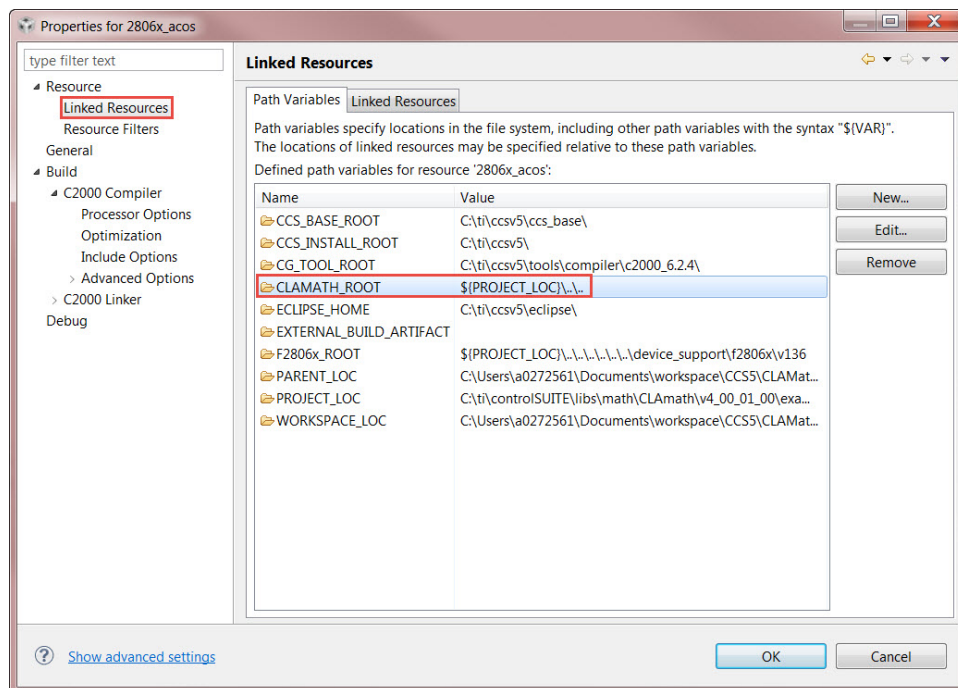 Properties for 2806x_acos
type filter text
Resource
Linked Resources
Resource Filters
General
Build
C2000 Compiler
Processor Options
Optimization
Include Options
Advanced Options
C2000 Linker
Debug
Linked Resources
Path Variables Linked Resources
Path variables specify locations in the file system, including other path variables with the syntax "${VAR}".
The locations of linked resources may be specified relative to these path variables.
Defined path variables for resource '2806x_acos':
Name Value
CCS_BASE_ROOT C:\ti\ccsv5\ccs_base\
CCS_INSTALL_ROOT C:\ti\ccsv5\
CG_TOOL_ROOT C:\ti\ccsv5\tools\compiler\c2000_6.2.4\
CLAMATH_ROOT ${PROJECT_LOC}\..\..
ECLIPSE_HOME C:\ti\ccsv5\eclipse\
EXTERNAL_BUILD_ARTIFACT
F2806x_ROOT ${PROJECT_LOC}\..\..\..\..\..\..\device_support\f2806x\v136
PARENT_LOC C:\Users\a0272561\Documents\workspace\CCS5\CLAMat...
PROJECT_LOC C:\ti\controlSUITE\libs\math\CLAmath\v4_00_01_00\exa...
WORKSPACE_LOC C:\Users\a0272561\Documents\workspace\CCS5\CLAMat...
New...
Edit...
Remove
Show advanced settings
OK
Cancel